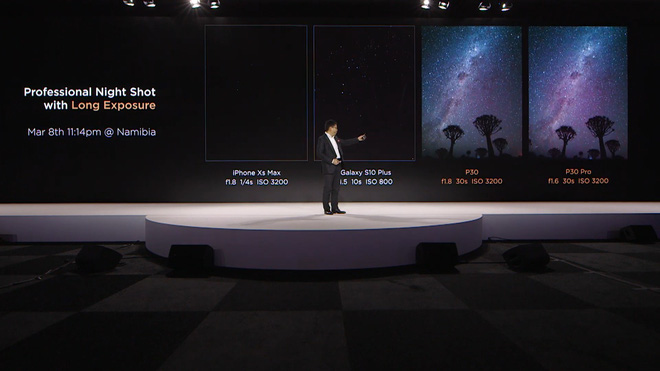 Professional Night Shot
with Long Exposure
Mar 8th 11:14pm @ Namibia
iPhone Xs Max
f1.8 1/4s ISO 3200
Galaxy S10 Plus
10s ISO 800
P30
f1.8 30s ISO 3200
P30 Pro
f1.6 30s ISO 3200